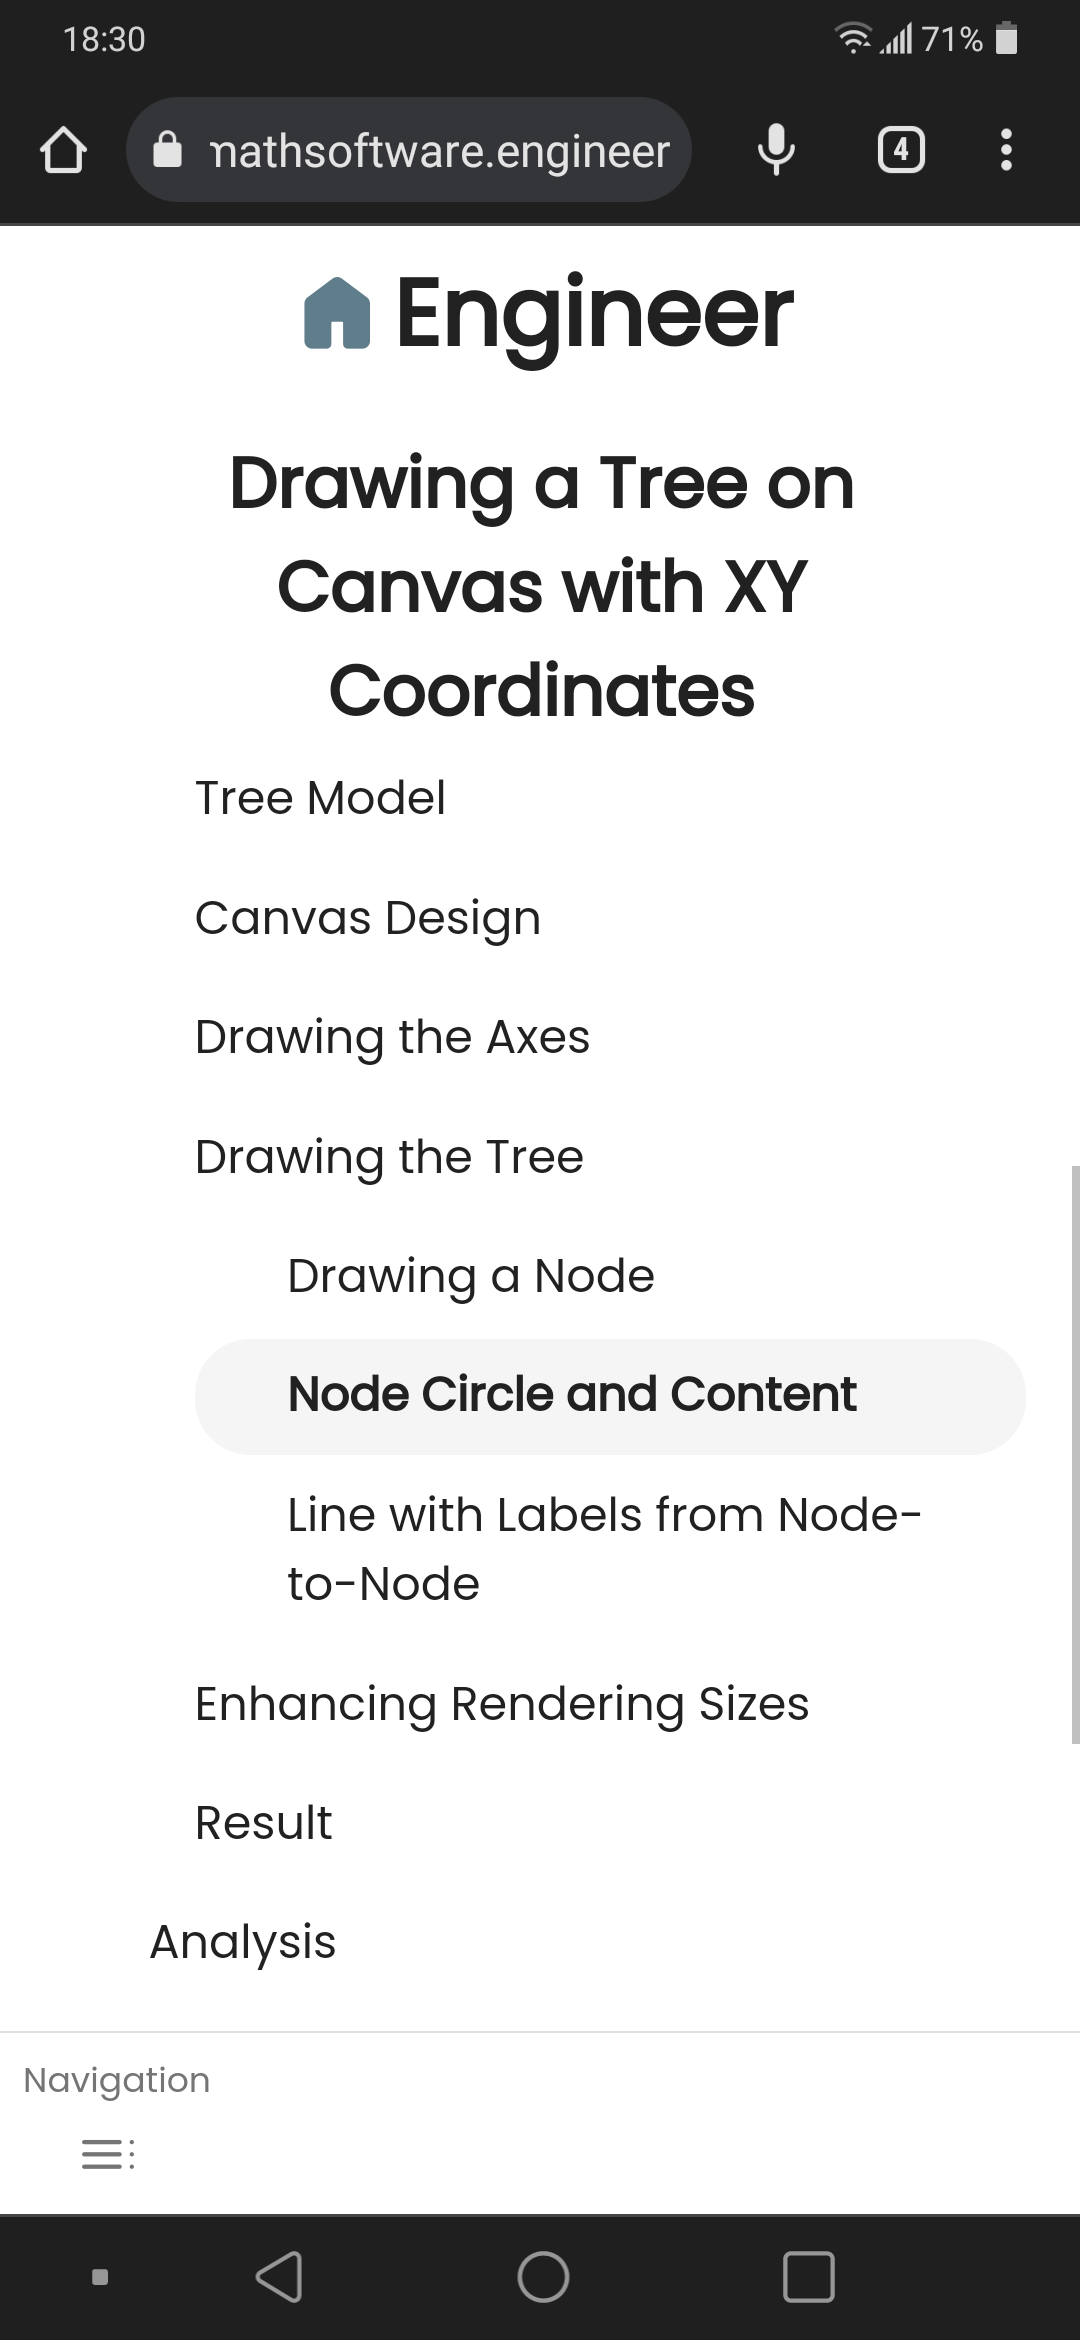 18:30
71%
mathsoftware.engineer
4
Engineer
Drawing a Tree on
Canvas with XY
Coordinates
Tree Model
Canvas Design
Drawing the Axes
Drawing the Tree
Drawing a Node
Node Circle and Content
Line with Labels from Node-
to-Node
Enhancing Rendering Sizes
Result
Analysis
Navigation